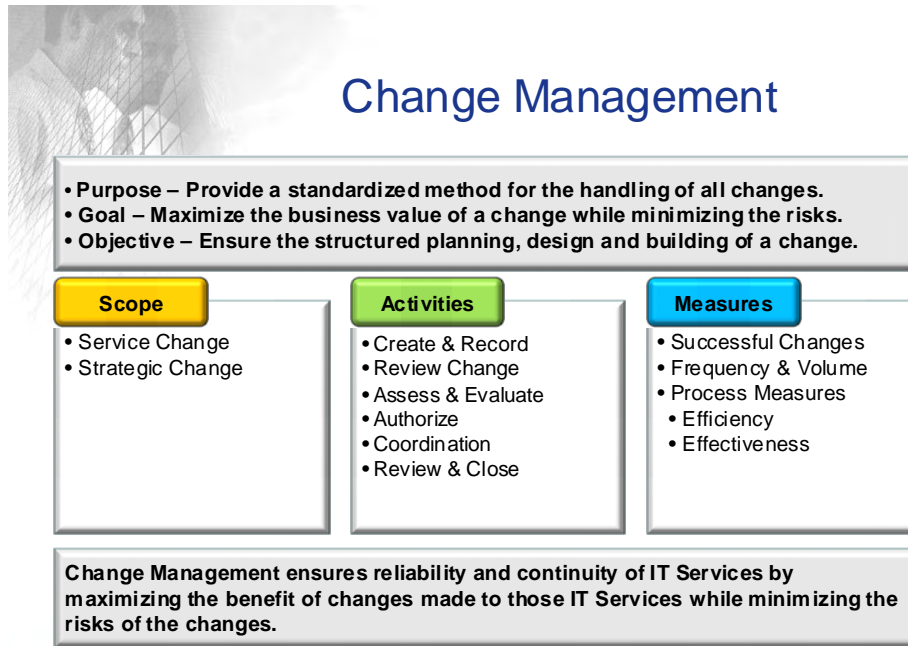 Change Management
• Purpose – Provide a standardized method for the handling of all changes.
• Goal – Maximize the business value of a change while minimizing the risks.
• Objective – Ensure the structured planning, design and building of a change.
Scope
• Service Change
• Strategic Change
Activities
• Create & Record
• Review Change
• Assess & Evaluate
• Authorize
• Coordination
• Review & Close
Measures
• Successful Changes
• Frequency & Volume
• Process Measures
• Efficiency
• Effectiveness
Change Management ensures reliability and continuity of IT Services by
maximizing the benefit of changes made to those IT Services while minimizing the
risks of the changes.